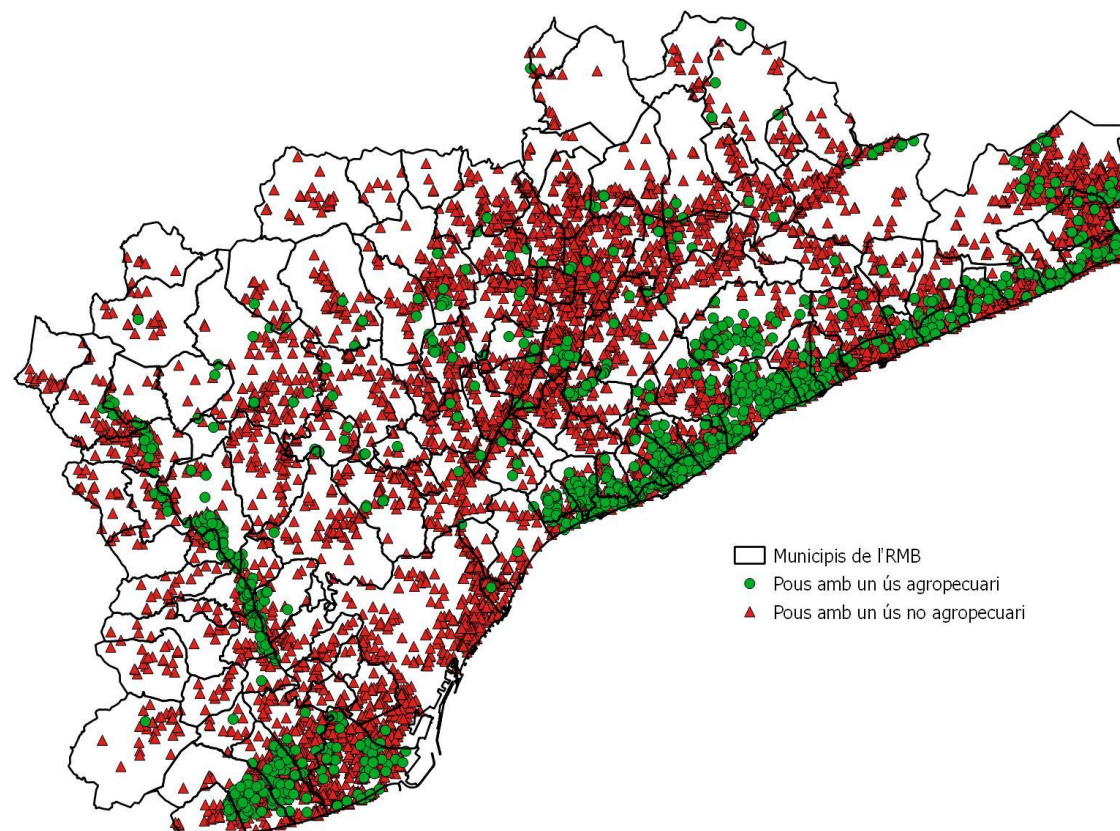 Municipis de l'RMB
Pous amb un ús agropecuari
Pous amb un ús no agropecuari